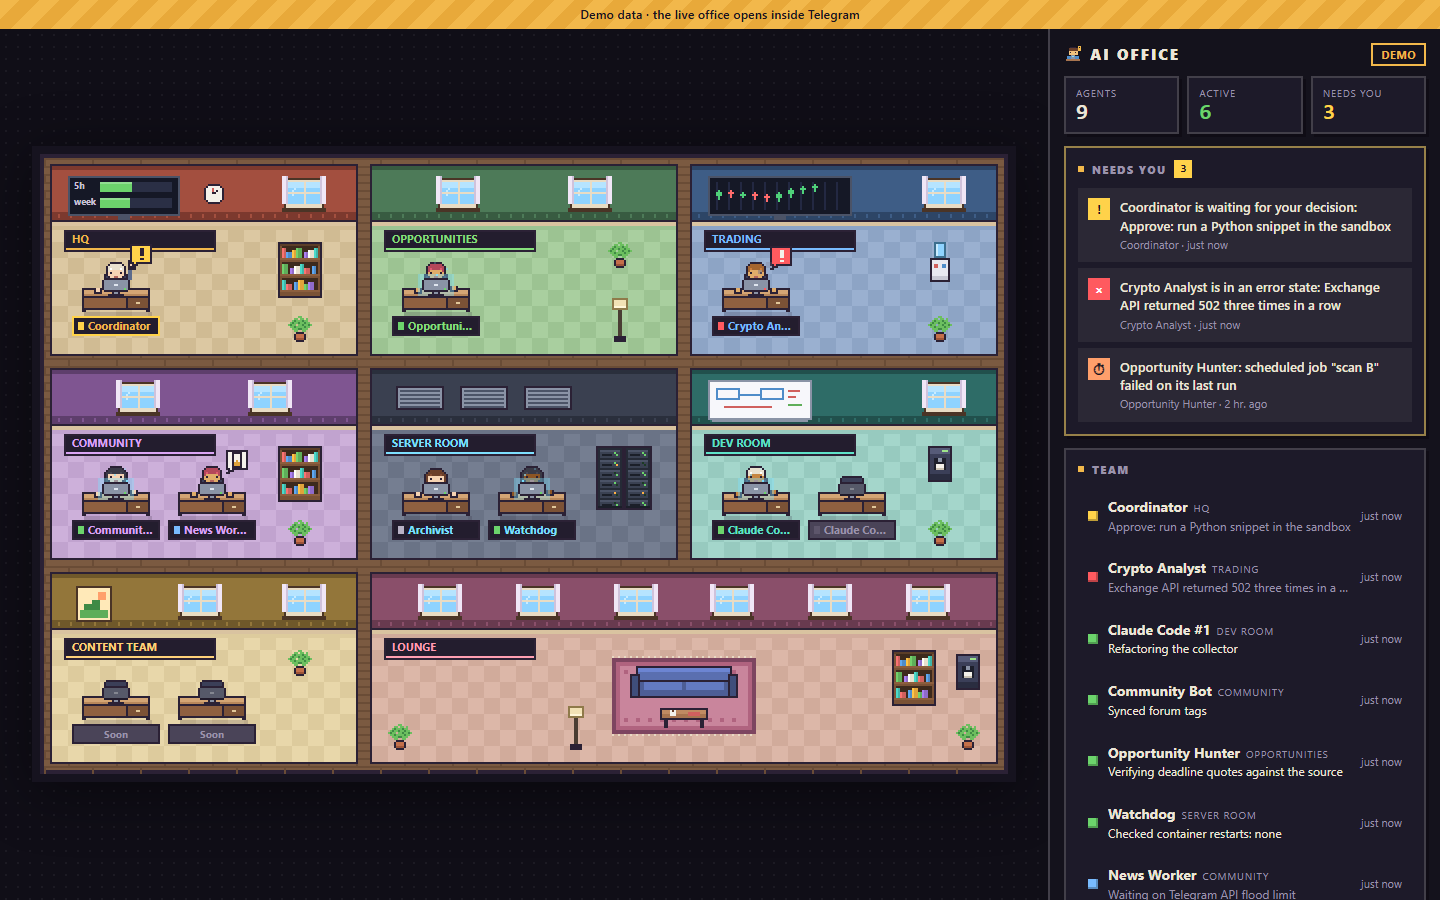 Demo data · the live office opens inside Telegram
5h
week
HQ
Coordinator
OPPORTUNITIES
Opportuni...
TRADING
Crypto An...
COMMUNITY
Communit...
News Wor...
SERVER ROOM
Archivist
Watchdog
DEV ROOM
Claude Co...
Claude Co...
CONTENT TEAM
Soon
Soon
LOUNGE
AI OFFICE
DEMO
AGENTS
9
ACTIVE
6
NEEDS YOU
3
NEEDS YOU 3
Coordinator is waiting for your decision:
Approve: run a Python snippet in the sandbox
Coordinator · just now
Crypto Analyst is in an error state: Exchange
API returned 502 three times in a row
Crypto Analyst · just now
Opportunity Hunter: scheduled job "scan B"
failed on its last run
Opportunity Hunter · 2 hr. ago
TEAM
Coordinator HQ
just now
Approve: run a Python snippet in the sandbox
Crypto Analyst TRADING
just now
Exchange API returned 502 three times in a ...
Claude Code #1 DEV ROOM
just now
Refactoring the collector
Community Bot COMMUNITY
just now
Synced forum tags
Opportunity Hunter OPPORTUNITIES
just now
Verifying deadline quotes against the source
Watchdog SERVER ROOM
just now
Checked container restarts: none
News Worker COMMUNITY
just now
Waiting on Telegram API flood limit